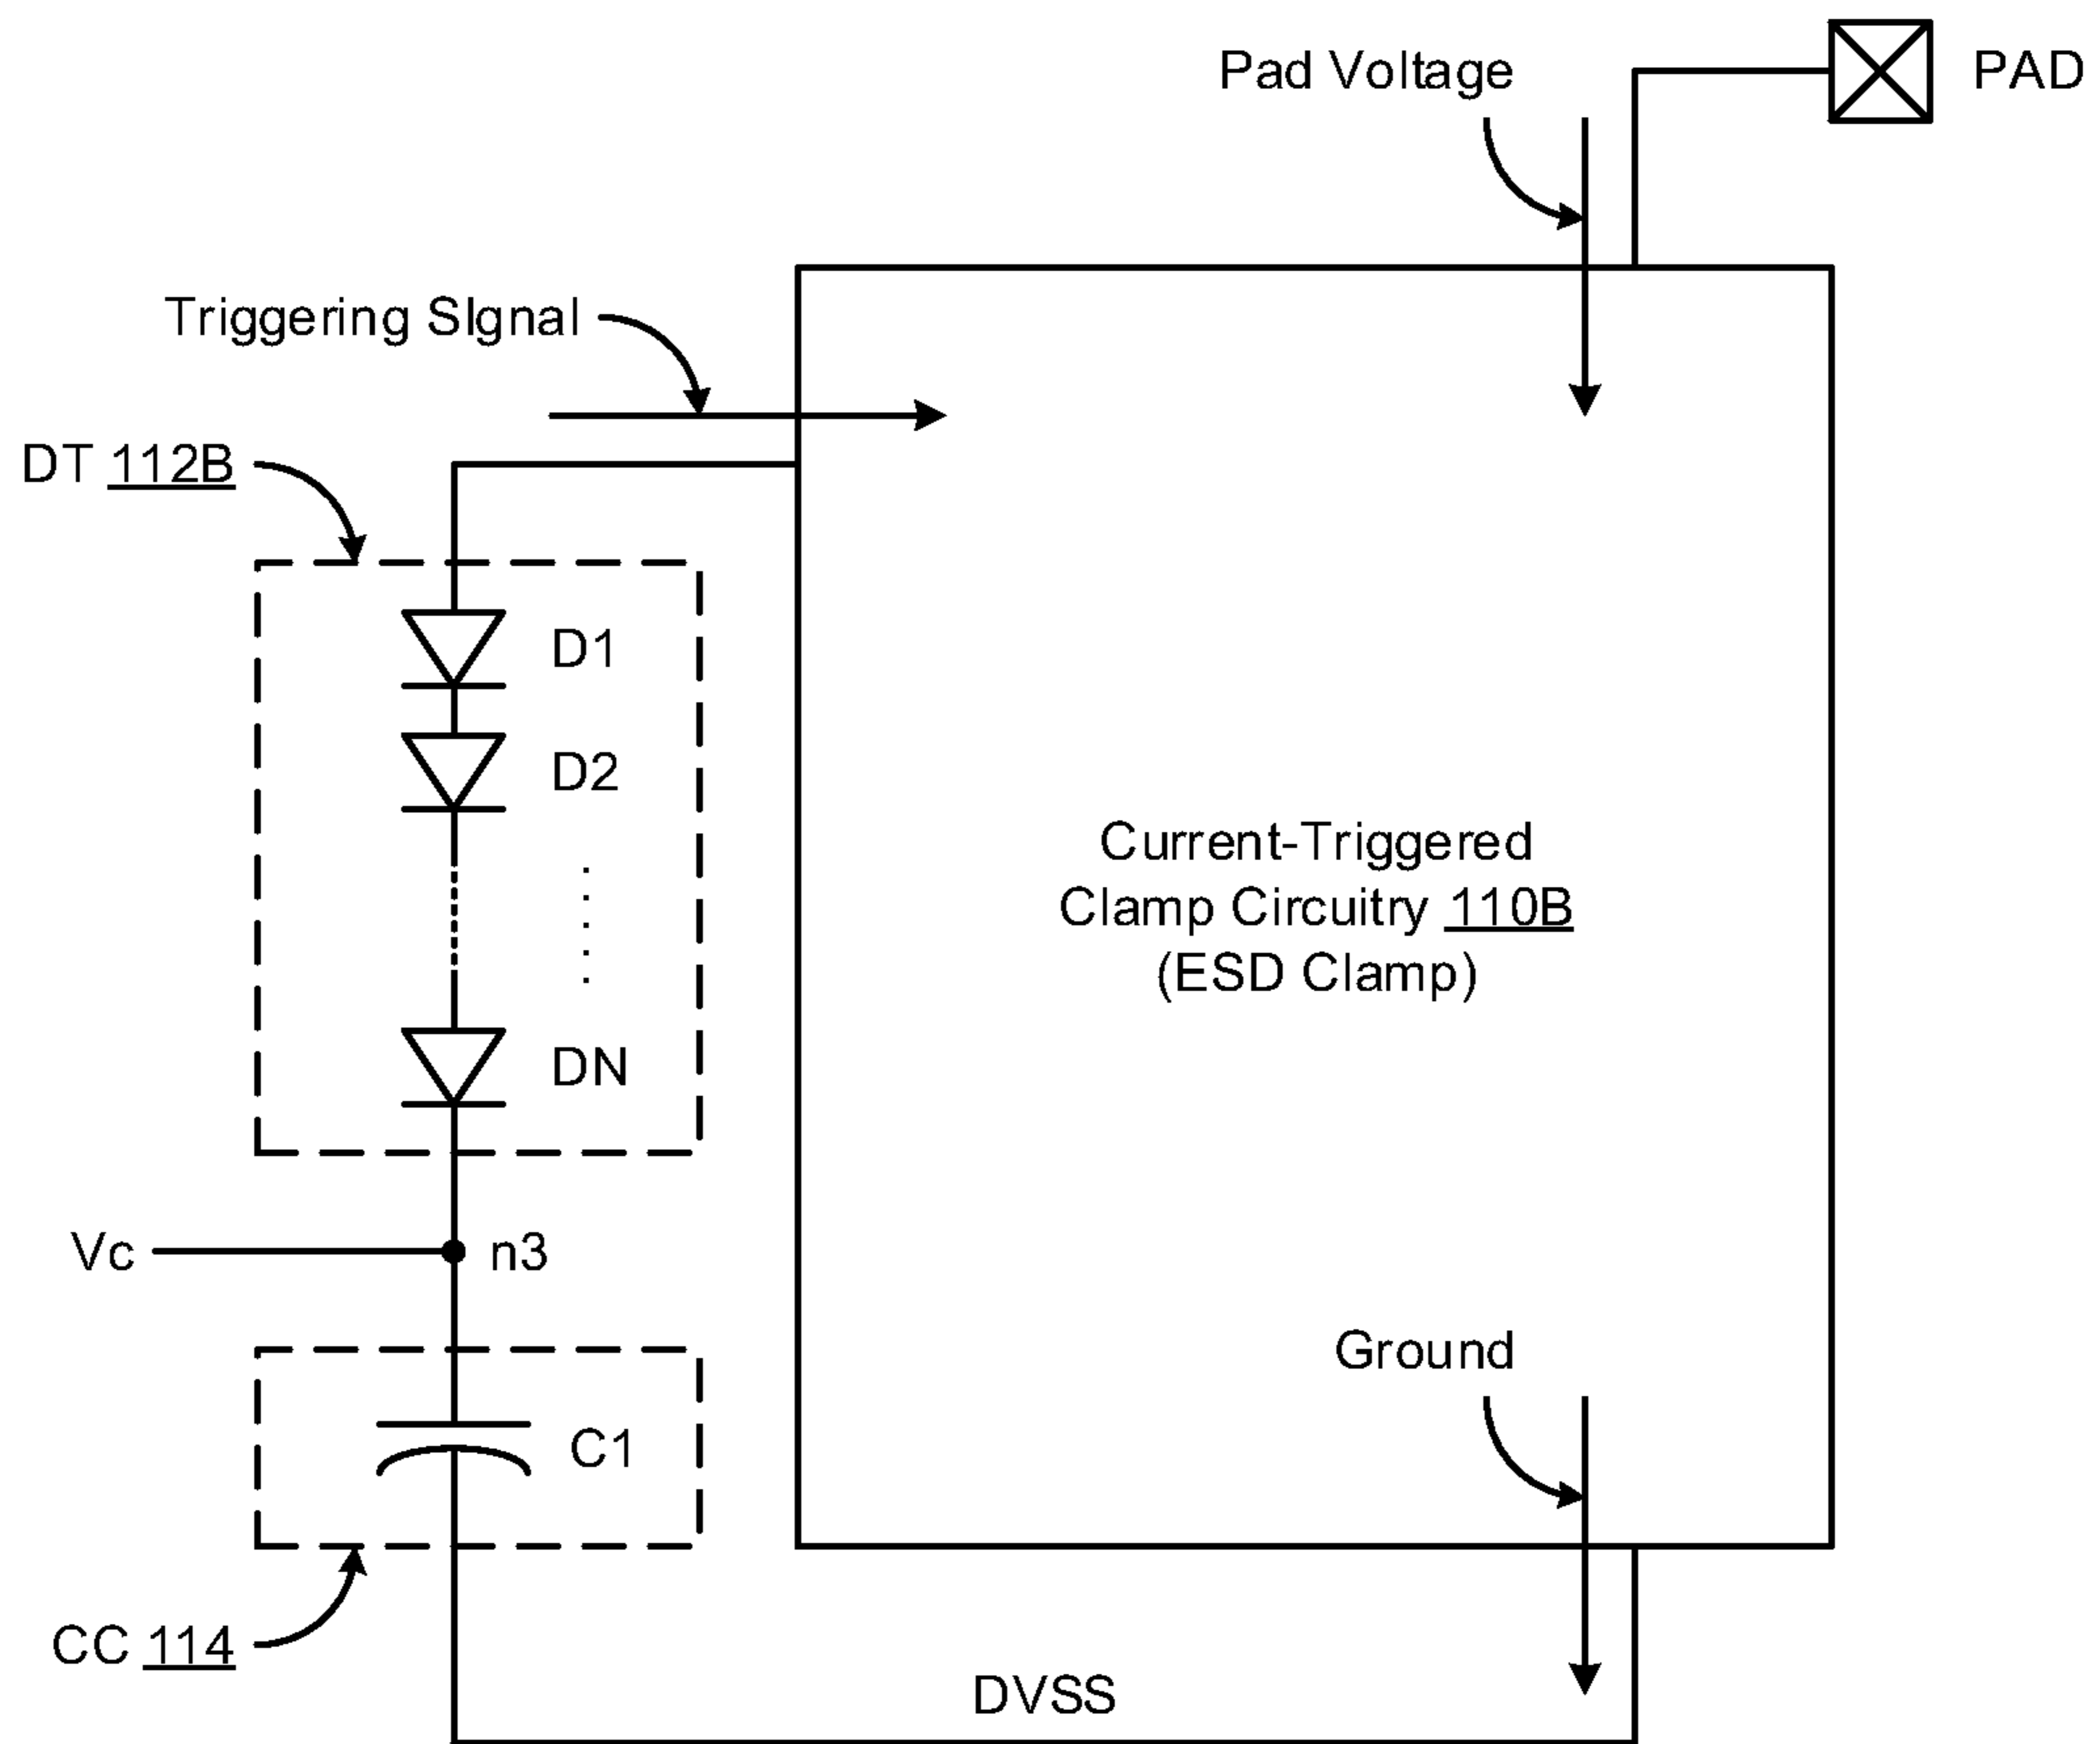 Pad Voltage
PAD
Triggering SIgnal
DT 112B
D1
D2
DN
Current-Triggered
Clamp Circuitry 110B
(ESD Clamp)
Vc
n3
Ground
C1
CC 114
DVSS